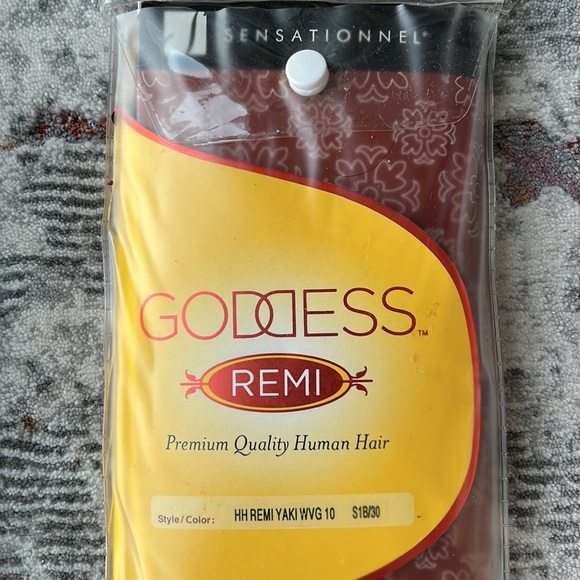 SENSATIONNEL®
GODDESS™
REMI
Premium Quality Human Hair
Style / Color: HH REMI YAKI WVG 10 S1B/30